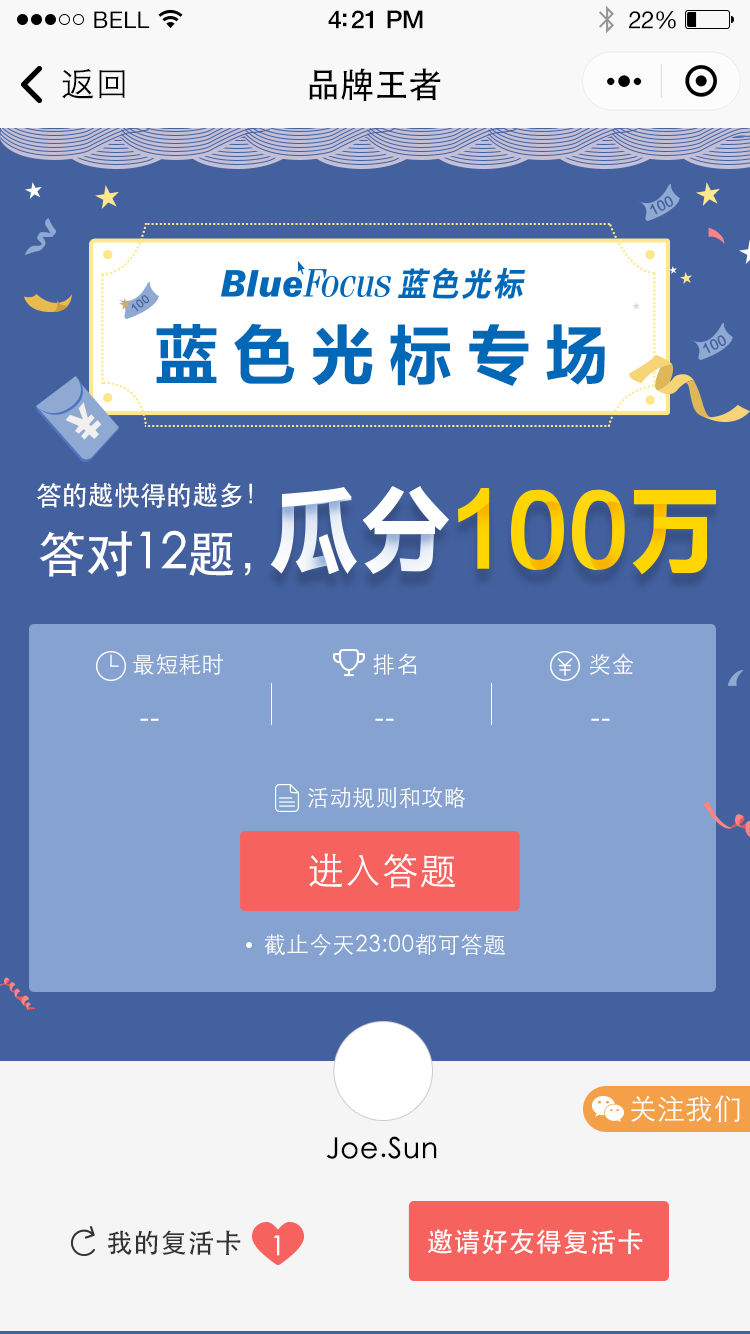 BELL 4:21 PM 22%
返回 品牌王者
100
BlueFocus 蓝色光标
100
蓝色光标专场
100
¥
答的越快得的越多!
答对12题,瓜分100万
最短耗时 排名 ¥ 奖金
-- -- --
活动规则和攻略
进入答题
• 截止今天23:00都可答题
关注我们
Joe.Sun
我的复活卡 1 邀请好友得复活卡